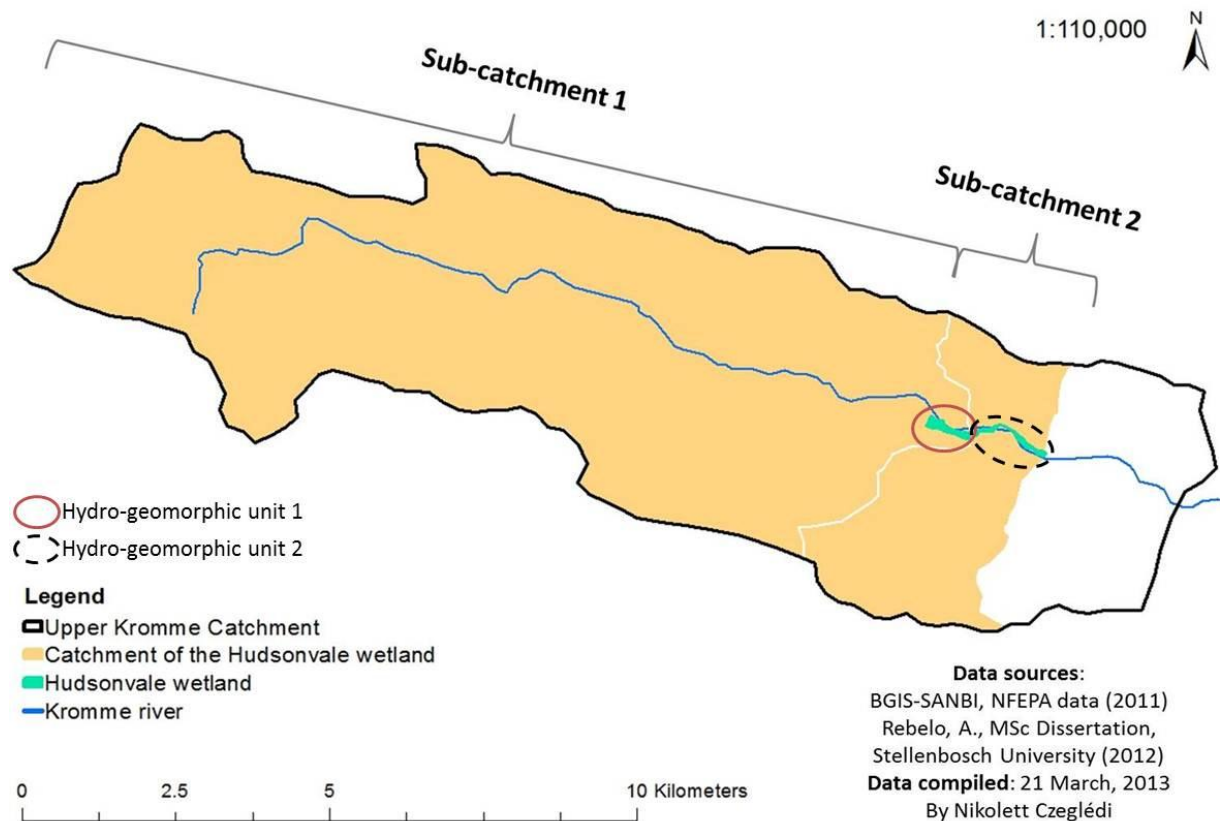 1:110,000
N
Sub-catchment 1
Sub-catchment 2
Hydro-geomorphic unit 1
Hydro-geomorphic unit 2
Legend
Upper Kromme Catchment
Catchment of the Hudsonvale wetland
Hudsonvale wetland
Kromme river
0 2.5 5 10 Kilometers
Data sources:
BGIS-SANBI, NFEPA data (2011)
Rebelo, A., MSc Dissertation,
Stellenbosch University (2012)
Data compiled: 21 March, 2013
By Nikolett Czeglédi